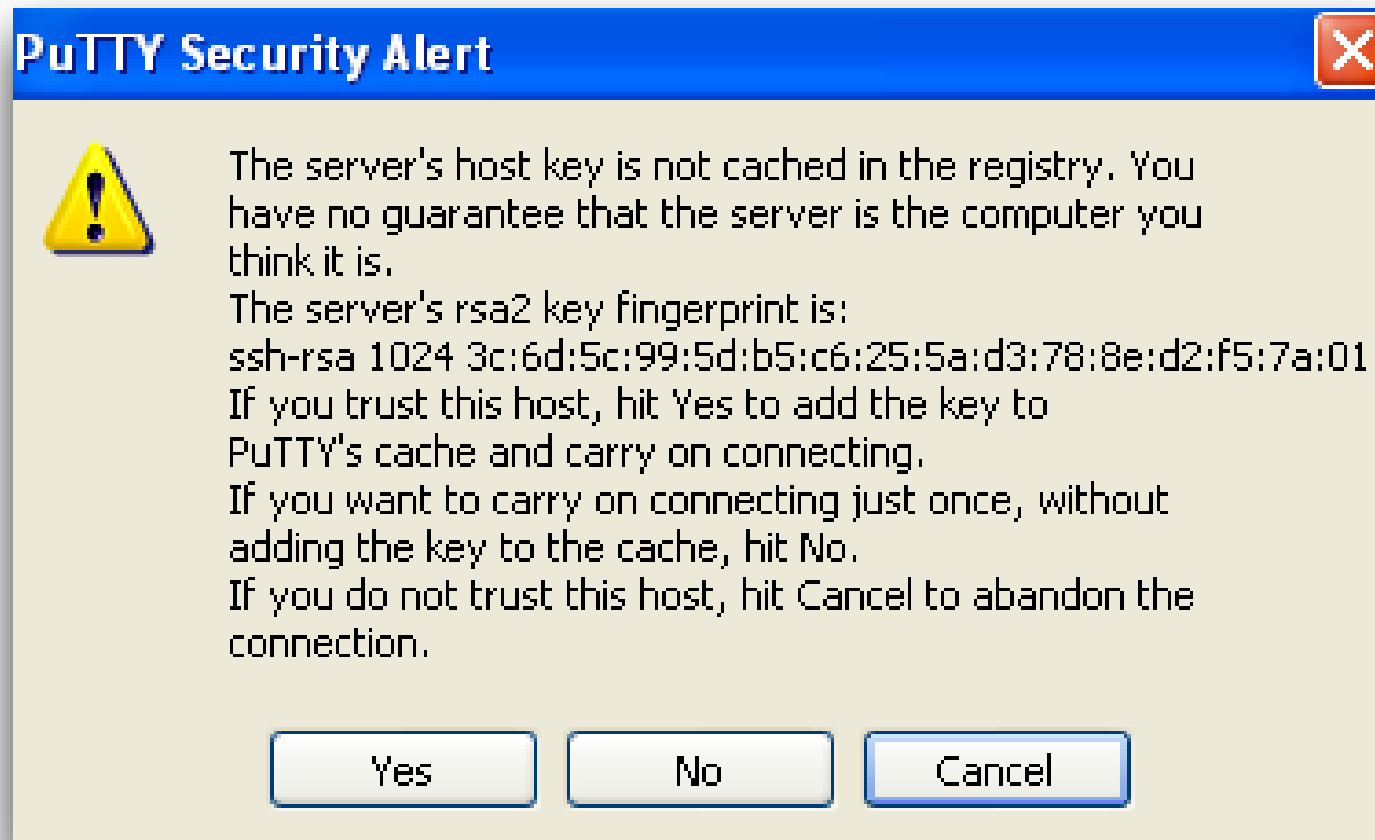 PuTTY Security Alert
The server's host key is not cached in the registry. You
have no guarantee that the server is the computer you
think it is.
The server's rsa2 key fingerprint is:
ssh-rsa 1024 3c:6d:5c:99:5d:b5:c6:25:5a:d3:78:8e:d2:f5:7a:01
If you trust this host, hit Yes to add the key to
PuTTY's cache and carry on connecting.
If you want to carry on connecting just once, without
adding the key to the cache, hit No.
If you do not trust this host, hit Cancel to abandon the
connection.
Yes No Cancel